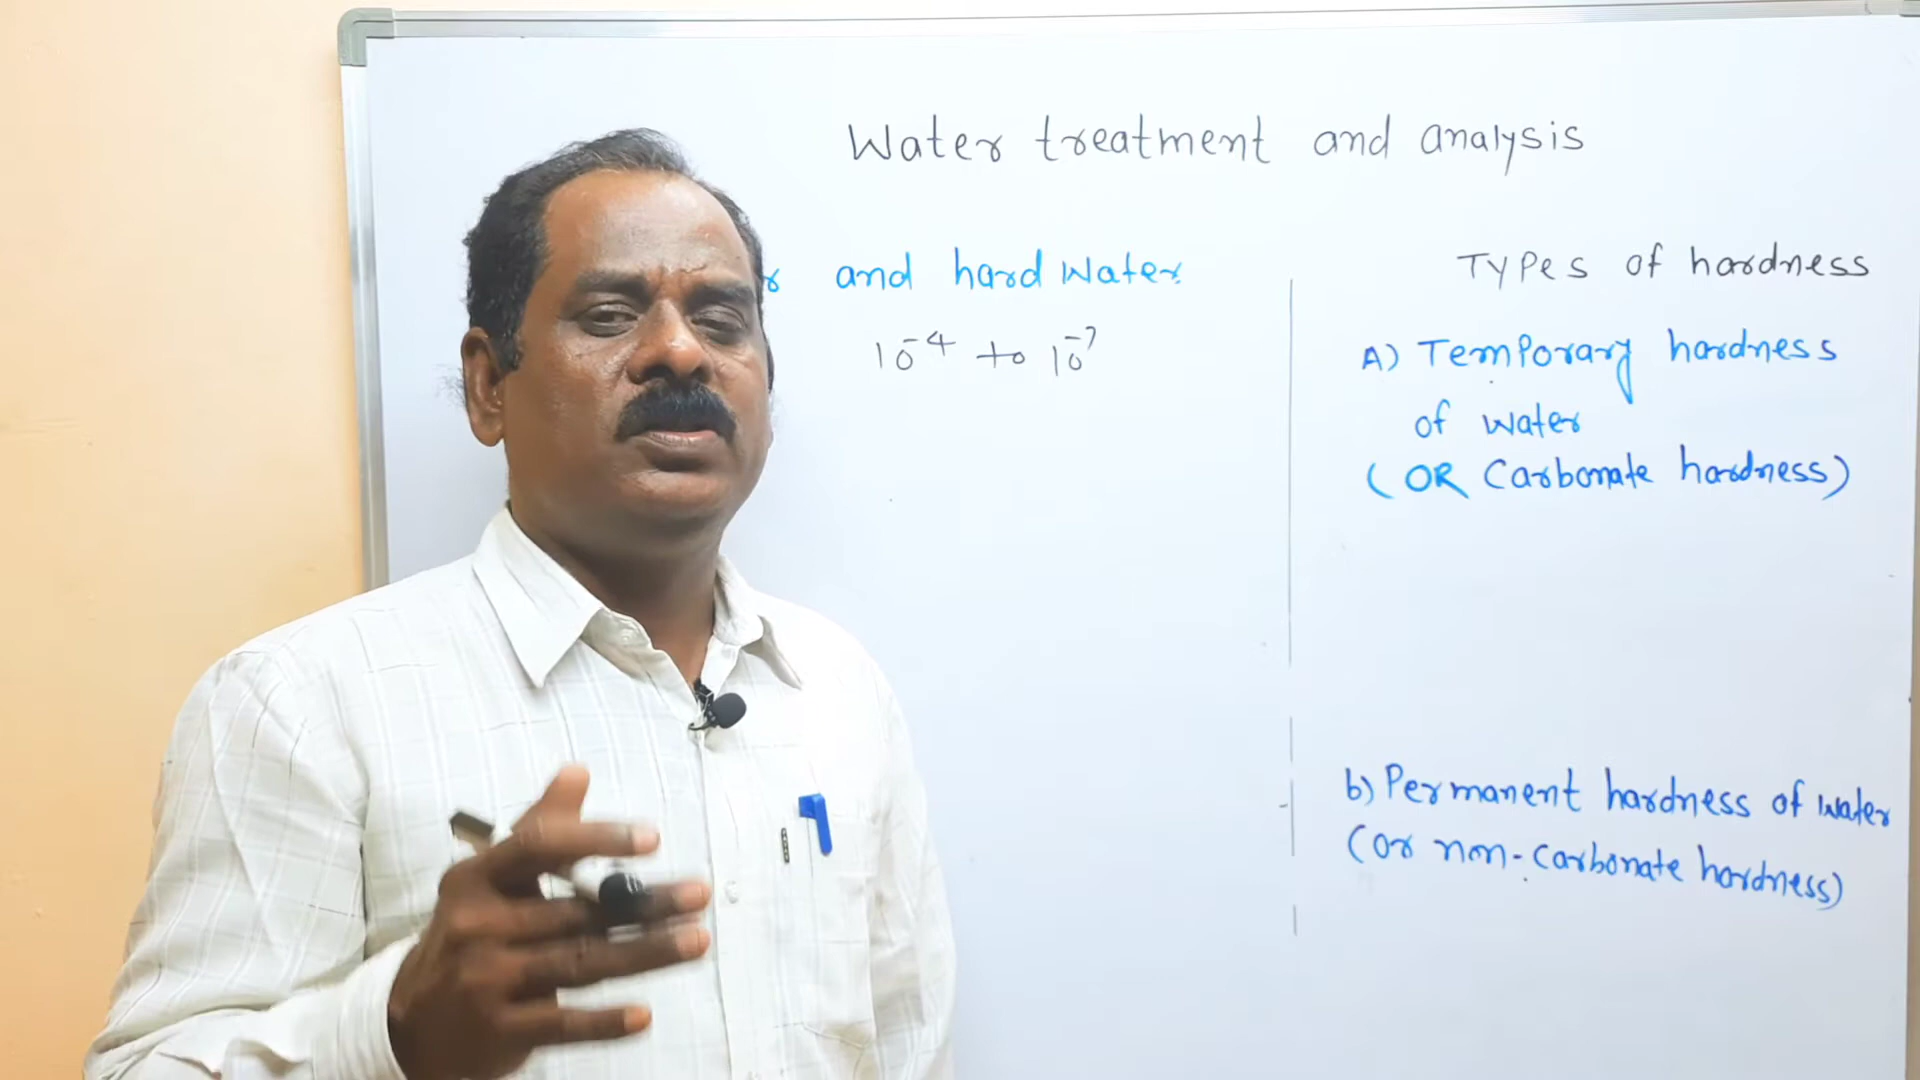 Water treatment and analysis
and hard water
10⁻⁴ to 10⁻⁷
Types of hardness
A) Temporary hardness
of water
(OR Carbonate hardness)
b) Permanent hardness of water
(or non-carbonate hardness)